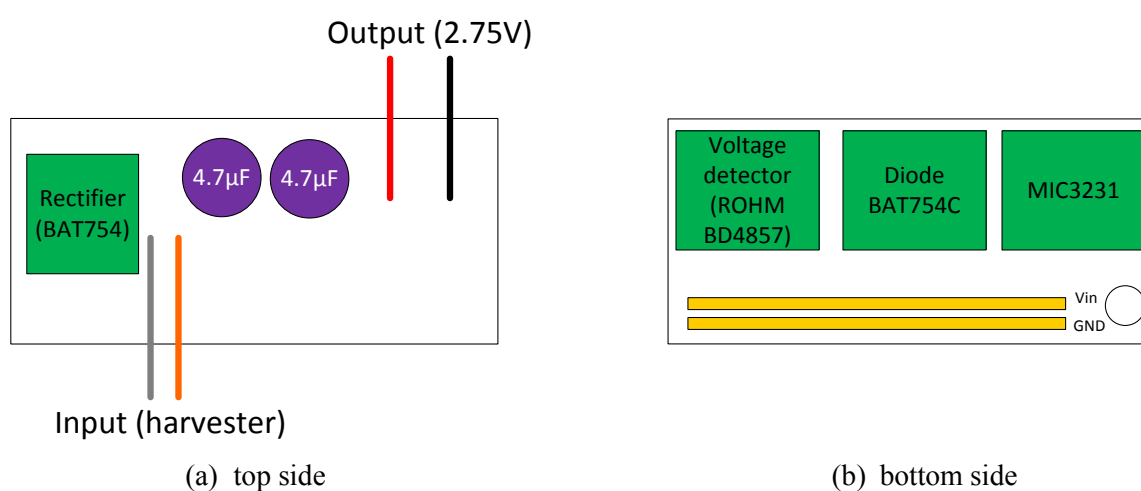 Output (2.75V)
4.7µF
4.7µF
Rectifier
(BAT754)
Input (harvester)
(a) top side
Voltage
detector
(ROHM
BD4857)
Diode
BAT754C
MIC3231
Vin
GND
(b) bottom side